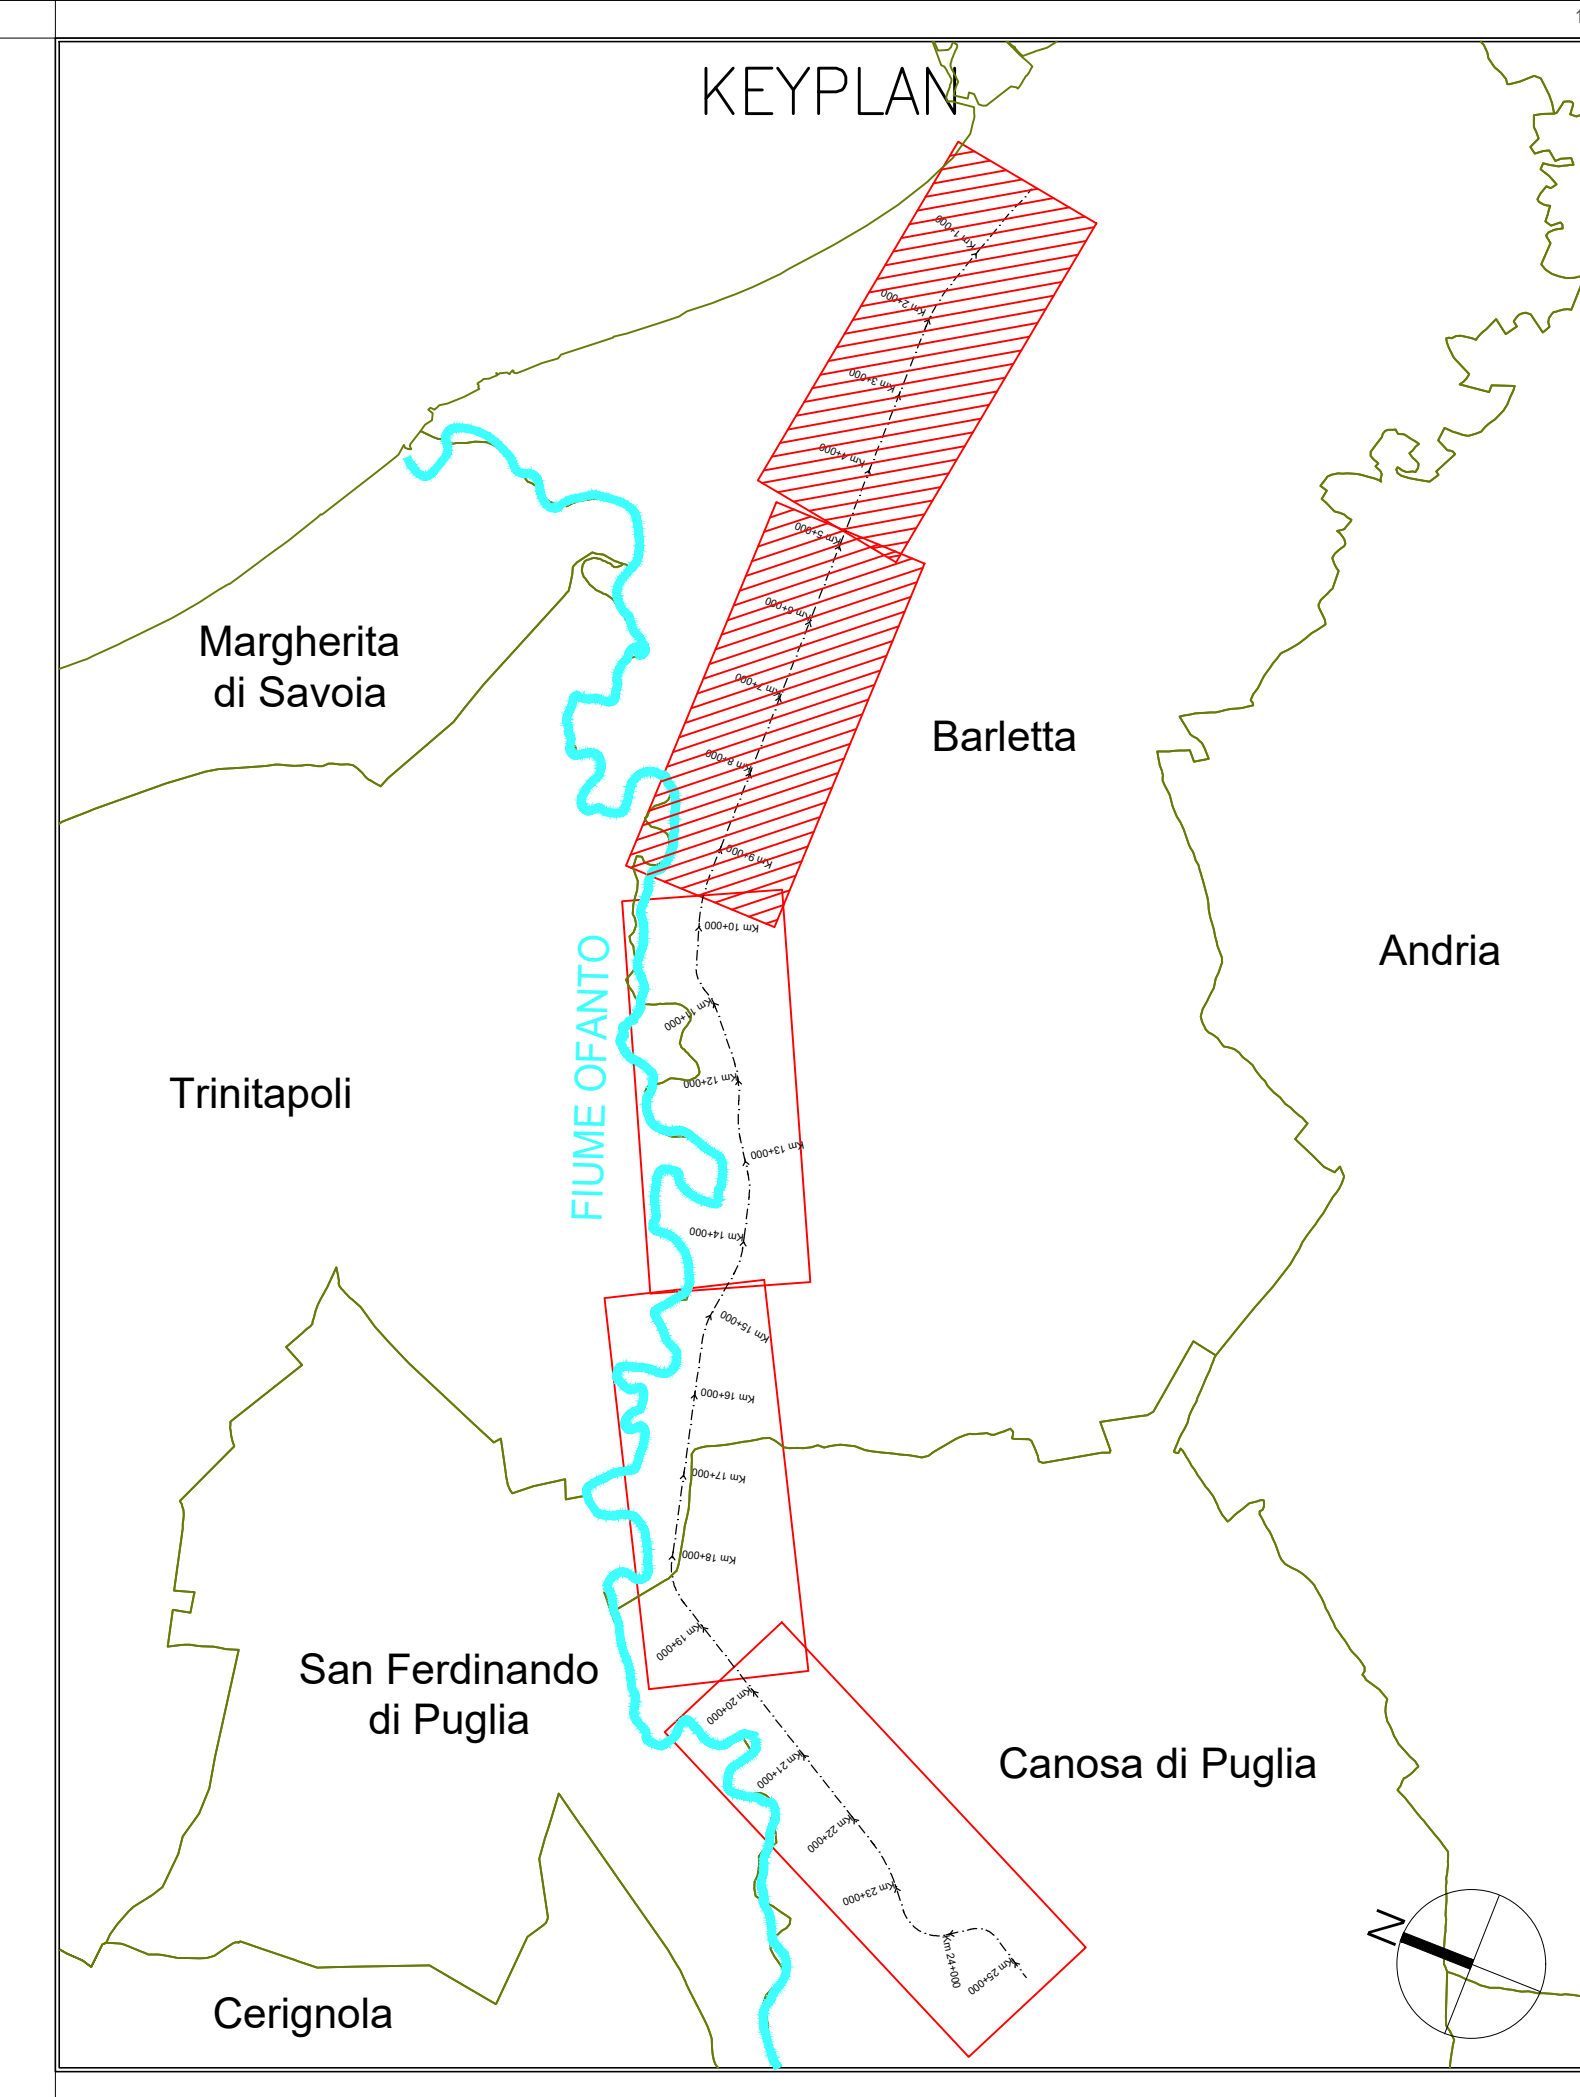 1
KEYPLAN
Km 1+000
Km 2+000
Km 3+000
Km 4+000
Km 5+000
Km 6+000
Margherita
di Savoia
Km 7+000
Barletta
Km 8+000
Km 9+000
Km 10+000
FIUME OFANTO
Andria
Km 11+000
Trinitapoli
Km 12+000
Km 13+000
Km 14+000
Km 15+000
Km 16+000
Km 17+000
Km 18+000
Km 19+000
San Ferdinando
di Puglia
Km 20+000
Canosa di Puglia
Km 21+000
Km 22+000
Km 23+000
N
Km 24+000
Km 25+000
Cerignola